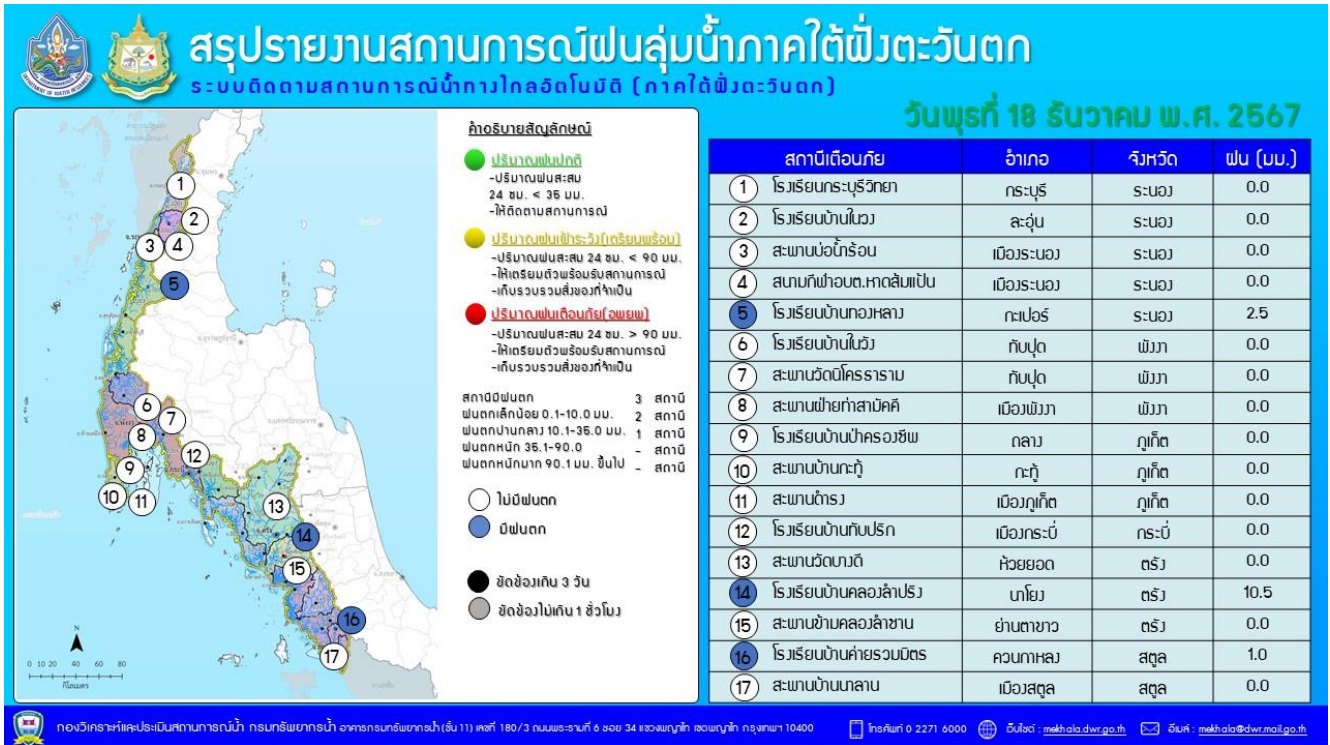 สรุปรายงานสถานการณ์ฝนลุ่มน้ำภาคใต้ฝั่งตะวันตก
ระบบติดตามสถานการณ์น้ำทางไกลอัตโนมัติ (ภาคใต้ฝั่งตะวันตก)
วันพุธที่ 18 ธันวาคม พ.ศ. 2567
1
2
3 4
5
6 7
8
12
9
10 11
13
14
15
16
17
N
0 10 20 40 60 80
กิโลเมตร
คำอธิบายสัญลักษณ์
ปริมาณฝนปกติ
-ปริมาณฝนสะสม
24 ชม. < 35 มม.
-ให้ติดตามสถานการณ์
ปริมาณฝนเฝ้าระวัง(เตรียมพร้อม)
-ปริมาณฝนสะสม 24 ชม. < 90 มม.
-ให้เตรียมตัวพร้อมรับสถานการณ์
-เก็บรวบรวมสิ่งของที่จำเป็น
ปริมาณฝนเตือนภัย(อพยพ)
-ปริมาณฝนสะสม 24 ชม. > 90 มม.
-ให้เตรียมตัวพร้อมรับสถานการณ์
-เก็บรวบรวมสิ่งของที่จำเป็น
สถานีมีฝนตก 3 สถานี
ฝนตกเล็กน้อย 0.1-10.0 มม. 2 สถานี
ฝนตกปานกลาง 10.1-35.0 มม. 1 สถานี
ฝนตกหนัก 35.1-90.0 - สถานี
ฝนตกหนักมาก 90.1 มม. ขึ้นไป - สถานี
ไม่มีฝนตก
มีฝนตก
ขัดข้องเกิน 3 วัน
ขัดข้องไม่เกิน 1 ชั่วโมง
สถานีเตือนภัย อำเภอ จังหวัด ฝน (มม.)
1 โรงเรียนกระบุรีวิทยา กระบุรี ระนอง 0.0
2 โรงเรียนบ้านในวง ละอุ่น ระนอง 0.0
3 สะพานบ่อน้ำร้อน เมืองระนอง ระนอง 0.0
4 สนามกีฬาอบต.หาดส้มแป้น เมืองระนอง ระนอง 0.0
5 โรงเรียนบ้านทองหลาง กะเปอร์ ระนอง 2.5
6 โรงเรียนบ้านในวัง ทับปุด พังงา 0.0
7 สะพานวัดนิโครธาราม ทับปุด พังงา 0.0
8 สะพานฝ่ายท่าสามัคคี เมืองพังงา พังงา 0.0
9 โรงเรียนบ้านป่าครองชีพ ถลาง ภูเก็ต 0.0
10 สะพานบ้านกะทู้ กะทู้ ภูเก็ต 0.0
11 สะพานดำรง เมืองภูเก็ต ภูเก็ต 0.0
12 โรงเรียนบ้านทับปริก เมืองกระบี่ กระบี่ 0.0
13 สะพานวัดบางดี ห้วยยอด ตรัง 0.0
14 โรงเรียนบ้านคลองลำปริง นาโยง ตรัง 10.5
15 สะพานข้ามคลองลำชาน ย่านตาขาว ตรัง 0.0
16 โรงเรียนบ้านค่ายรวมมิตร ควนกาหลง สตูล 1.0
17 สะพานบ้านนาลาน เมืองสตูล สตูล 0.0
กองวิเคราะห์และประเมินสถานการณ์น้ำ กรมทรัพยากรน้ำ อาคารกรมทรัพยากรน้ำ(ชั้น 11) เลขที่ 180/3 ถนนพระรามที่ 6 ซอย 34 แขวงพญาไท เขตพญาไท กรุงเทพฯ 10400 โทรศัพท์ 0 2271 6000 เว็บไซต์ : mekhala.dwr.go.th อีเมล์ : mekhala@dwr.mail.go.th